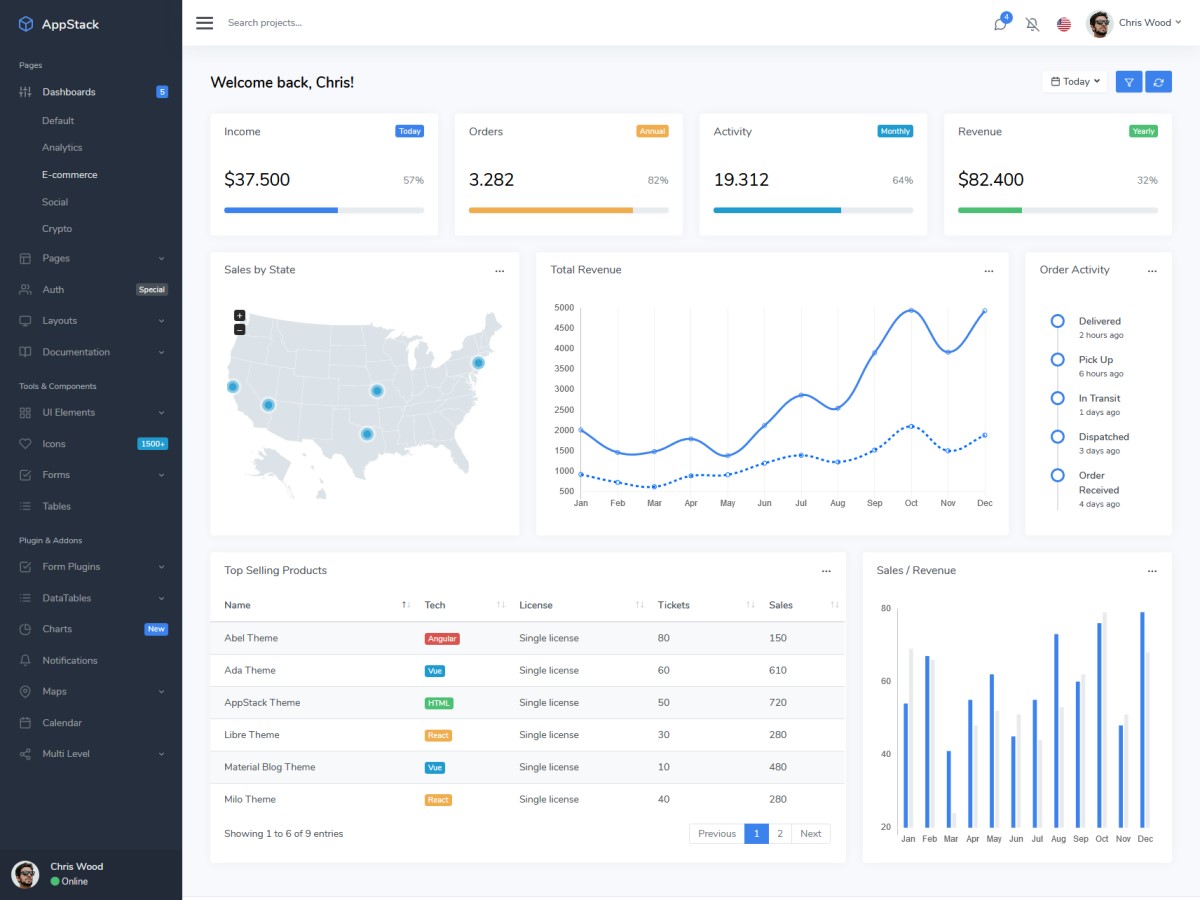 AppStack
Pages
Dashboards 5
Default
Analytics
E-commerce
Social
Crypto
Pages
Auth Special
Layouts
Documentation
Tools & Components
UI Elements
Icons 1500+
Forms
Tables
Plugin & Addons
Form Plugins
DataTables
Charts New
Notifications
Maps
Calendar
Multi Level
Chris Wood
Online
Search projects...
4
Chris Wood
Welcome back, Chris!
Today
Income Today
$37.500 57%
Orders Annual
3.282 82%
Activity Monthly
19.312 64%
Revenue Yearly
$82.400 32%
Sales by State ...
+
−
Total Revenue ...
5000
4500
4000
3500
3000
2500
2000
1500
1000
500
Jan Feb Mar Apr May Jun Jul Aug Sep Oct Nov Dec
Order Activity ...
Delivered
2 hours ago
Pick Up
6 hours ago
In Transit
1 days ago
Dispatched
3 days ago
Order
Received
4 days ago
Top Selling Products ...
Name Tech License Tickets Sales
Abel Theme Angular Single license 80 150
Ada Theme Vue Single license 60 610
AppStack Theme HTML Single license 50 720
Libre Theme React Single license 30 280
Material Blog Theme Vue Single license 10 480
Milo Theme React Single license 40 280
Showing 1 to 6 of 9 entries
Previous 1 2 Next
Sales / Revenue ...
80
60
40
20
Jan Feb Mar Apr May Jun Jul Aug Sep Oct Nov Dec